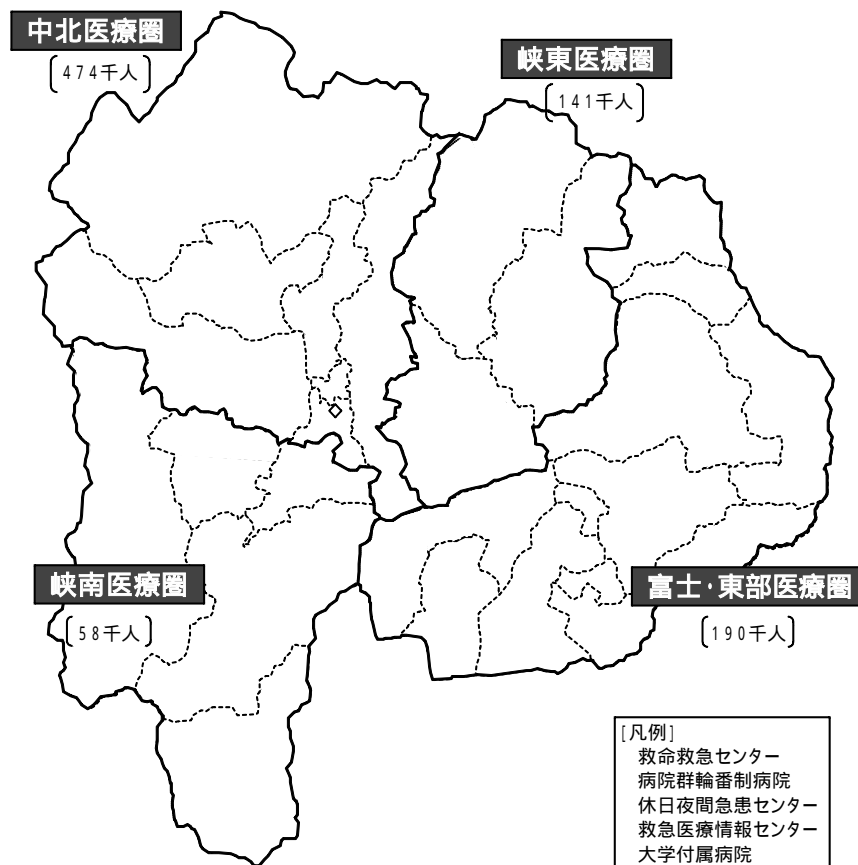 中北医療圏
474千人
峡東医療圏
141千人
峡南医療圏
58千人
富士・東部医療圏
190千人
[凡例]
救命救急センター
病院群輪番制病院
休日夜間急患センター
救急医療情報センター
大学付属病院